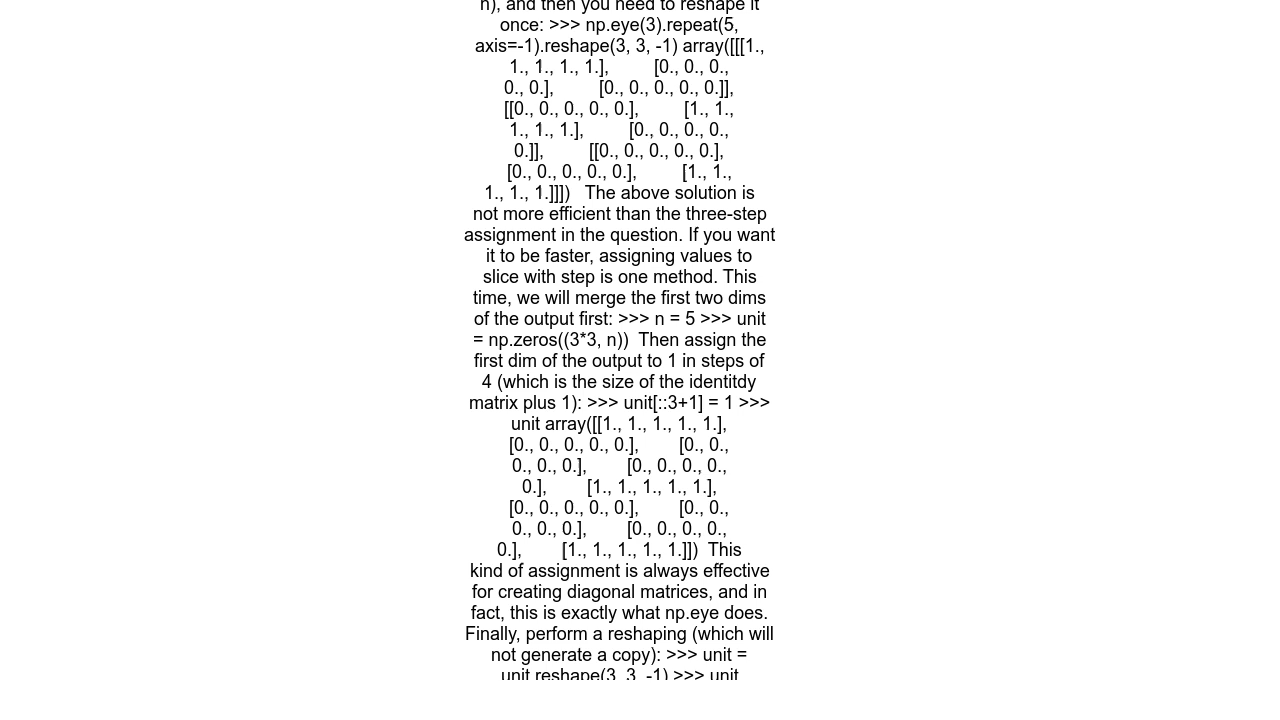 n), and then you need to reshape it
once: >>> np.eye(3).repeat(5,
axis=-1).reshape(3, 3, -1) array([[[1.,
1., 1., 1., 1.],         [0., 0., 0.,
0., 0.],         [0., 0., 0., 0., 0.]],
[[0., 0., 0., 0., 0.],         [1., 1.,
1., 1., 1.],         [0., 0., 0., 0.,
0.]],         [[0., 0., 0., 0., 0.],
[0., 0., 0., 0., 0.],         [1., 1.,
1., 1., 1.]]])   The above solution is
not more efficient than the three-step
assignment in the question. If you want
it to be faster, assigning values to
slice with step is one method. This
time, we will merge the first two dims
of the output first: >>> n = 5 >>> unit
= np.zeros((3*3, n))  Then assign the
first dim of the output to 1 in steps of
4 (which is the size of the identitdy
matrix plus 1): >>> unit[::3+1] = 1 >>>
unit array([[1., 1., 1., 1., 1.],
[0., 0., 0., 0., 0.],        [0., 0.,
0., 0., 0.],        [0., 0., 0., 0.,
0.],        [1., 1., 1., 1., 1.],
[0., 0., 0., 0., 0.],        [0., 0.,
0., 0., 0.],        [0., 0., 0., 0.,
0.],        [1., 1., 1., 1., 1.]])  This
kind of assignment is always effective
for creating diagonal matrices, and in
fact, this is exactly what np.eye does.
Finally, perform a reshaping (which will
not generate a copy): >>> unit =
unit.reshape(3, 3, -1) >>> unit